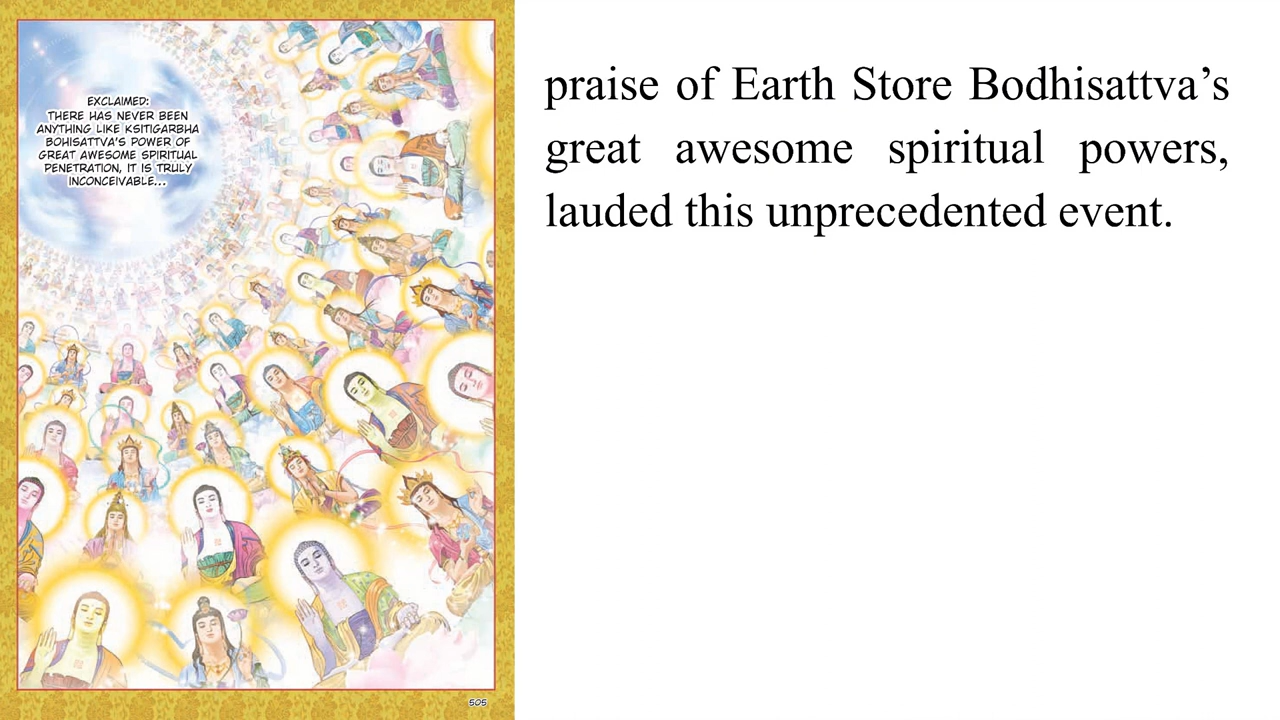 EXCLAIMED:
THERE HAS NEVER BEEN
ANYTHING LIKE KSITIGARBHA
BOHISATTVA'S POWER OF
GREAT AWESOME SPIRITUAL
PENETRATION, IT IS TRULY
INCONCEIVABLE...
505
praise of Earth Store Bodhisattva’s
great awesome spiritual powers,
lauded this unprecedented event.